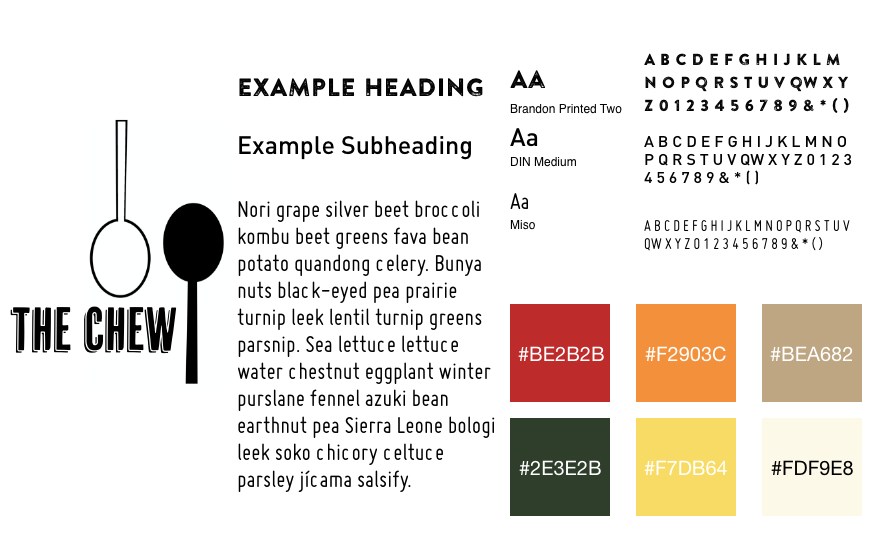 THE CHEW
EXAMPLE HEADING
Example Subheading
Nori grape silver beet broccoli
kombu beet greens fava bean
potato quandong celery. Bunya
nuts black-eyed pea prairie
turnip leek lentil turnip greens
parsnip. Sea lettuce lettuce
water chestnut eggplant winter
purslane fennel azuki bean
earthnut pea Sierra Leone bologi
leek soko chicory celtuce
parsley jícama salsify.
AA
Brandon Printed Two
Aa
DIN Medium
Aa
Miso
A B C D E F G H I J K L M
N O P Q R S T U V Q W X Y
Z 0 1 2 3 4 5 6 7 8 9 & * ( )
A B C D E F G H I J K L M N O
P Q R S T U V Q W X Y Z 0 1 2 3
4 5 6 7 8 9 & * ( )
A B C D E F G H I J K L M N O P Q R S T U V
Q W X Y Z 0 1 2 3 4 5 6 7 8 9 & * ( )
#BE2B2B
#F2903C
#BEA682
#2E3E2B
#F7DB64
#FDF9E8